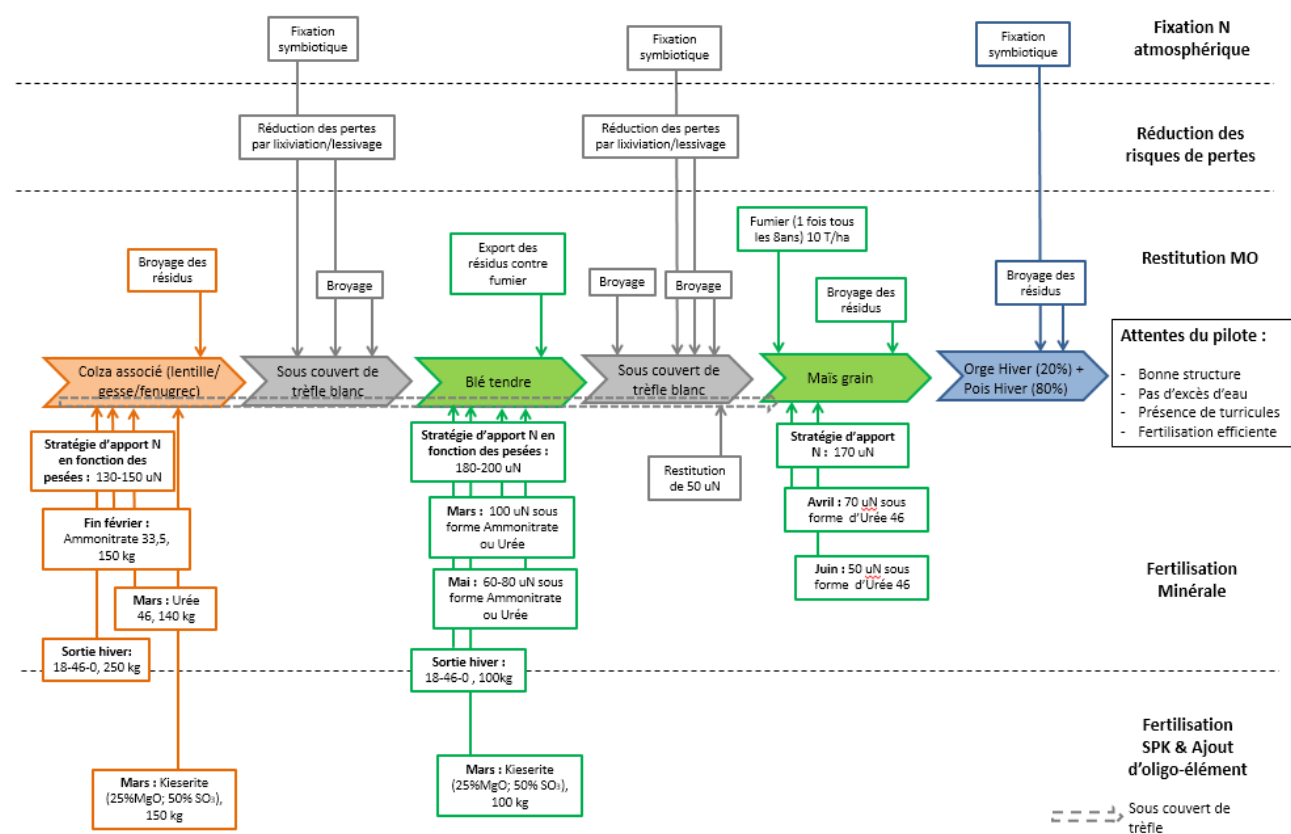 Fixation
symbiotique
Fixation
symbiotique
Fixation
symbiotique
Fixation N
atmosphérique
Réduction des pertes
par lixiviation/lessivage
Réduction des pertes
par lixiviation/lessivage
Réduction des
risques de pertes
Broyage des
résidus
Broyage
Export des
résidus contre
fumier
Broyage
Broyage
Fumier (1 fois tous
les 8ans) 10 T/ha
Broyage des
résidus
Broyage des
résidus
Restitution MO
Colza associé (lentille/
gesse/fenugrec)
Sous couvert de
trèfle blanc
Blé tendre
Sous couvert de
trèfle blanc
Maïs grain
Orge Hiver (20%) +
Pois Hiver (80%)
Attentes du pilote :
- Bonne structure
- Pas d'excès d'eau
- Présence de turricules
- Fertilisation efficiente
Stratégie d'apport N
en fonction des
pesées : 130-150 uN
Fin février :
Ammonitrate 33,5,
150 kg
Mars : Urée
46, 140 kg
Sortie hiver:
18-46-0, 250 kg
Stratégie d'apport N en
fonction des pesées :
180-200 uN
Mars : 100 uN sous
forme Ammonitrate
ou Urée
Mai : 60-80 uN sous
forme Ammonitrate
ou Urée
Sortie hiver :
18-46-0 , 100kg
Restitution
de 50 uN
Stratégie d'apport
N : 170 uN
Avril : 70 uN sous
forme d'Urée 46
Juin : 50 uN sous
forme d'Urée 46
Fertilisation
Minérale
Mars : Kieserite
(25%MgO; 50% SO₃),
150 kg
Mars : Kieserite
(25%MgO; 50% SO₃),
100 kg
Fertilisation
SPK & Ajout
d'oligo-élément
Sous couvert de
trèfle